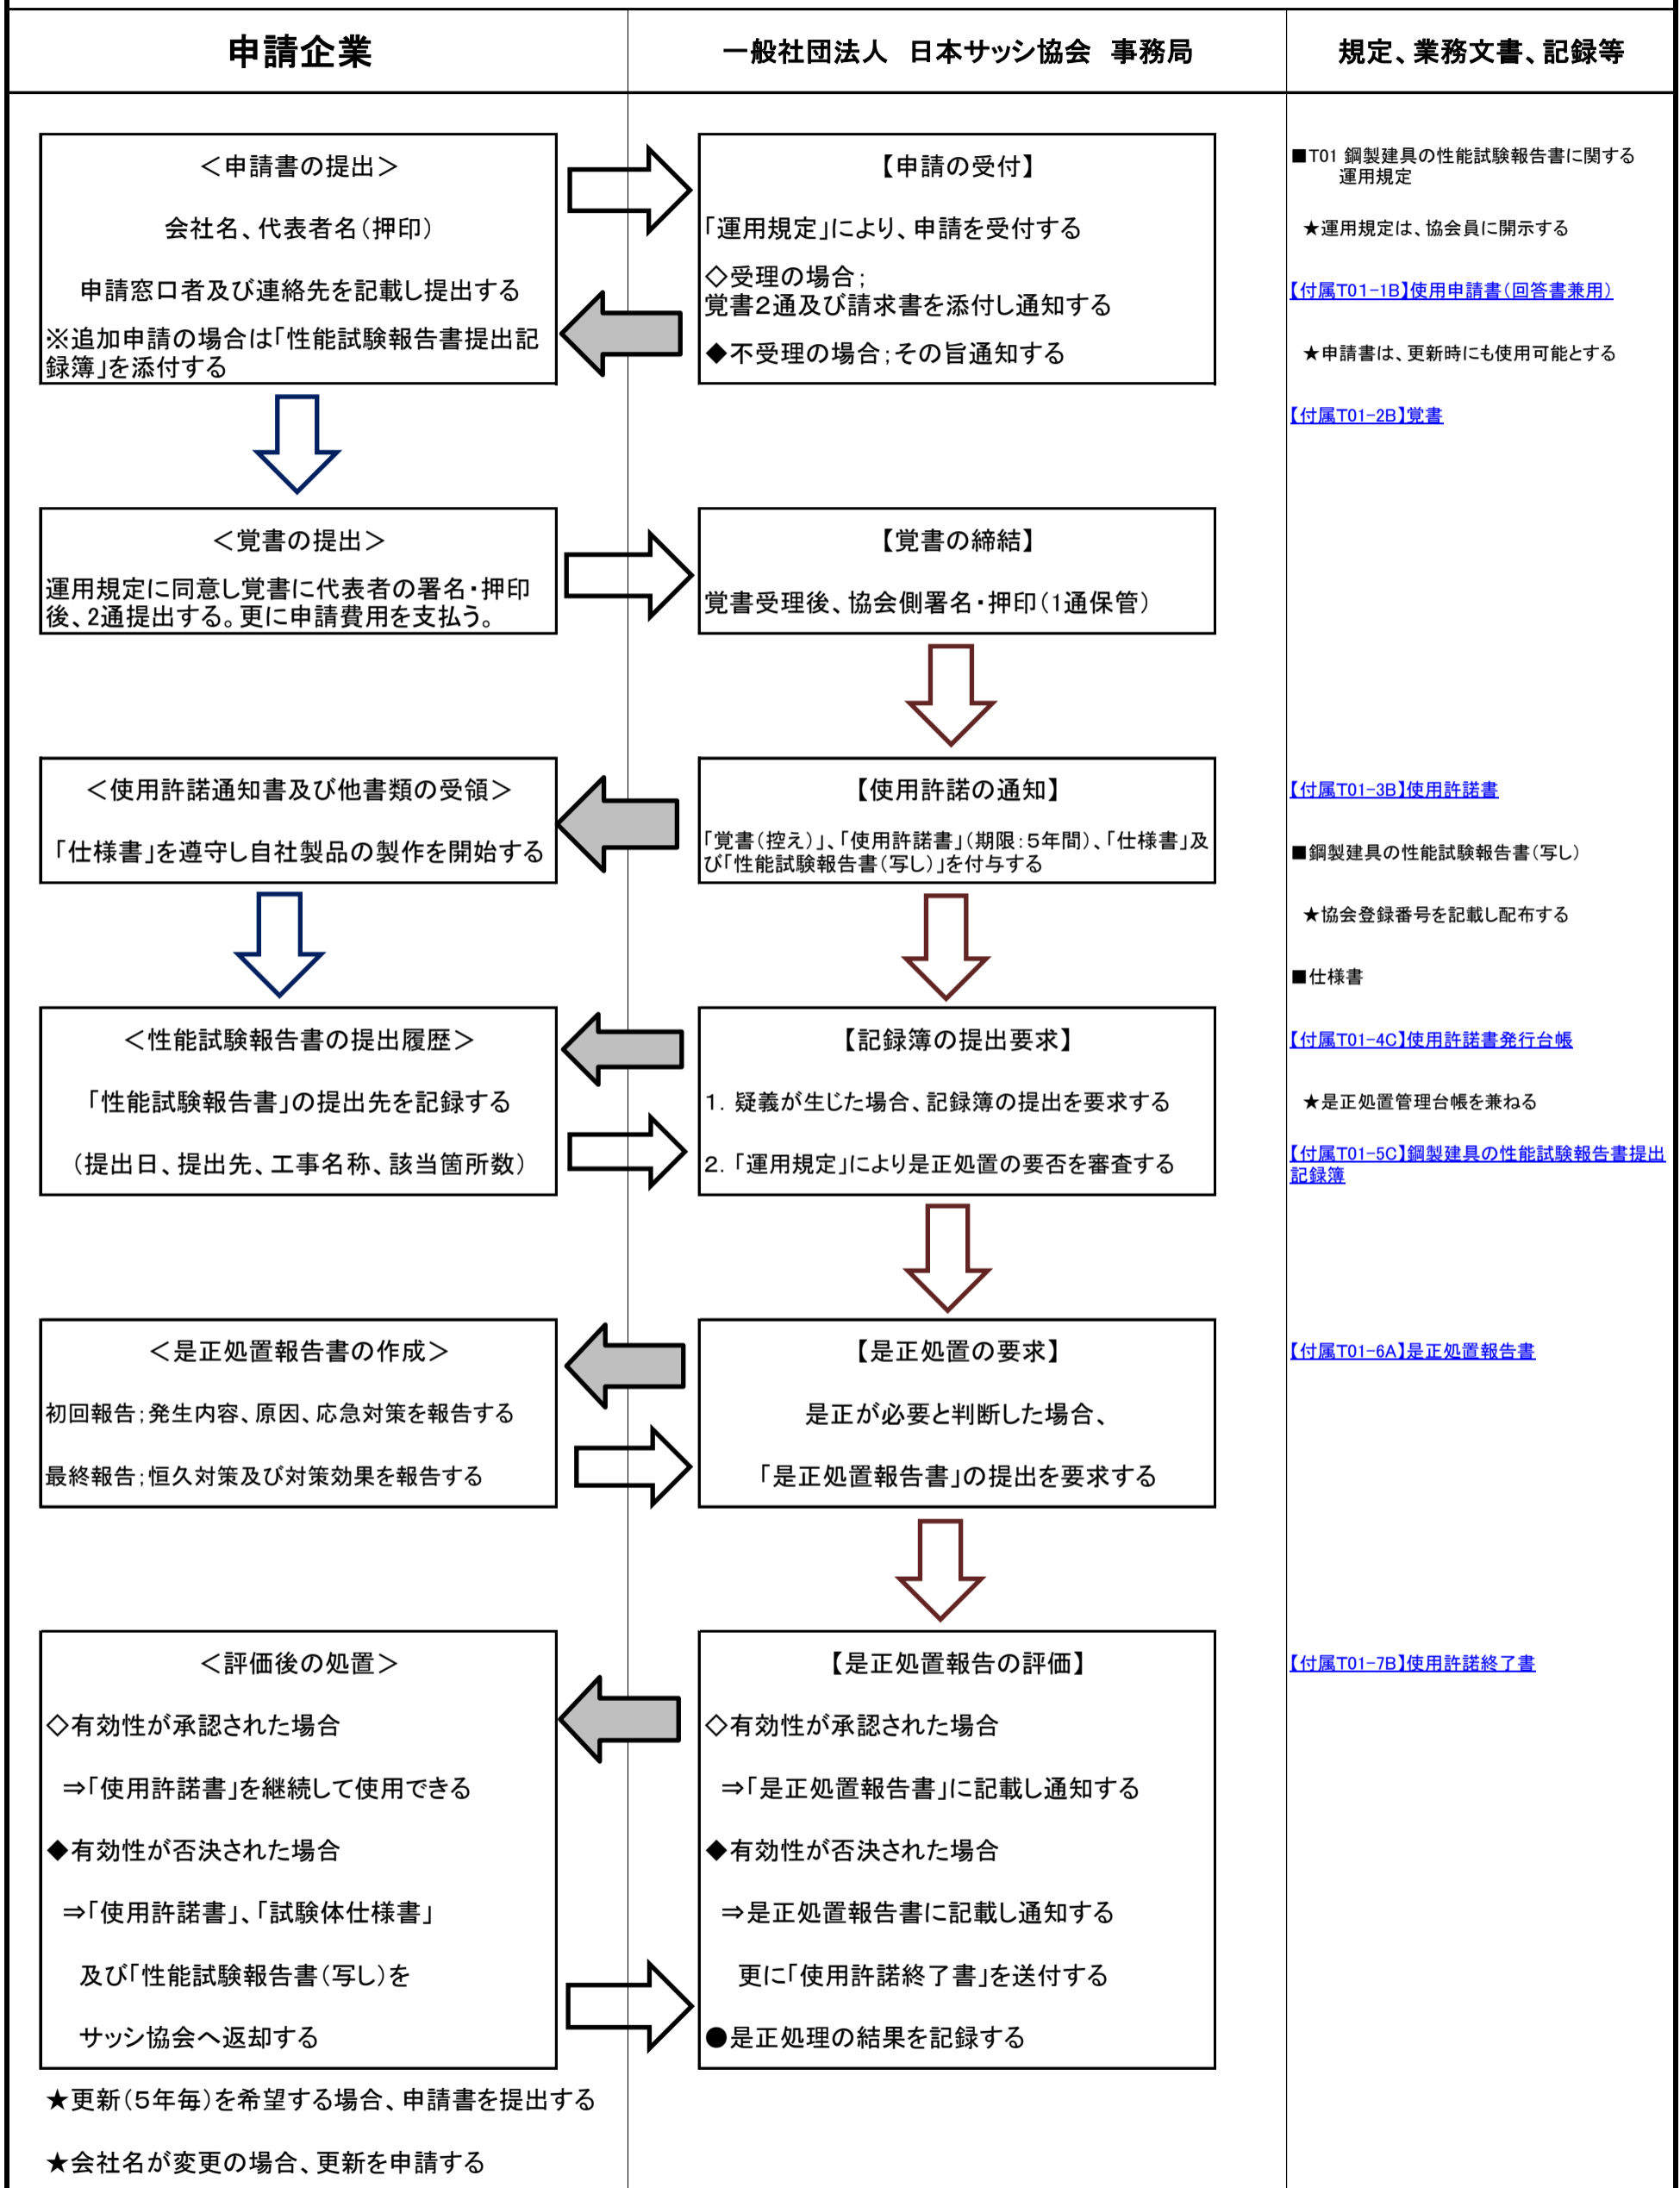 申請企業
一般社団法人　日本サッシ協会　事務局
規定、業務文書、記録等
＜申請書の提出＞
会社名、代表者名（押印）
申請窓口者及び連絡先を記載し提出する
※追加申請の場合は「性能試験報告書提出記
録簿」を添付する
【申請の受付】
「運用規定」により、申請を受付する
◇受理の場合；
覚書２通及び請求書を添付し通知する
◆不受理の場合；その旨通知する
■T01 鋼製建具の性能試験報告書に関する
運用規定
★運用規定は、協会員に開示する
【付属T01-1B】使用申請書（回答書兼用）
★申請書は、更新時にも使用可能とする
【付属T01-2B】覚書
＜覚書の提出＞
運用規定に同意し覚書に代表者の署名・押印
後、2通提出する。更に申請費用を支払う。
【覚書の締結】
覚書受理後、協会側署名・押印（1通保管）
＜使用許諾通知書及び他書類の受領＞
「仕様書」を遵守し自社製品の製作を開始する
【使用許諾の通知】
「覚書（控え）」、「使用許諾書」（期限：５年間）、「仕様書」及
び「性能試験報告書（写し）」を付与する
【付属T01-3B】使用許諾書
■鋼製建具の性能試験報告書（写し）
★協会登録番号を記載し配布する
■仕様書
＜性能試験報告書の提出履歴＞
「性能試験報告書」の提出先を記録する
（提出日、提出先、工事名称、該当箇所数）
【記録簿の提出要求】
1．疑義が生じた場合、記録簿の提出を要求する
2．「運用規定」により是正処置の要否を審査する
【付属T01-4C】使用許諾書発行台帳
★是正処置管理台帳を兼ねる
【付属T01-5C】鋼製建具の性能試験報告書提出
記録簿
＜是正処置報告書の作成＞
初回報告；発生内容、原因、応急対策を報告する
最終報告；恒久対策及び対策効果を報告する
【是正処置の要求】
是正が必要と判断した場合、
「是正処置報告書」の提出を要求する
【付属T01-6A】是正処置報告書
＜評価後の処置＞
◇有効性が承認された場合
⇒「使用許諾書」を継続して使用できる
◆有効性が否決された場合
⇒「使用許諾書」、「試験体仕様書」
及び「性能試験報告書（写し）を
サッシ協会へ返却する
【是正処置報告の評価】
◇有効性が承認された場合
⇒「是正処置報告書」に記載し通知する
◆有効性が否決された場合
⇒是正処置報告書に記載し通知する
更に「使用許諾終了書」を送付する
●是正処理の結果を記録する
【付属T01-7B】使用許諾終了書
★更新（５年毎）を希望する場合、申請書を提出する
★会社名が変更の場合、更新を申請する